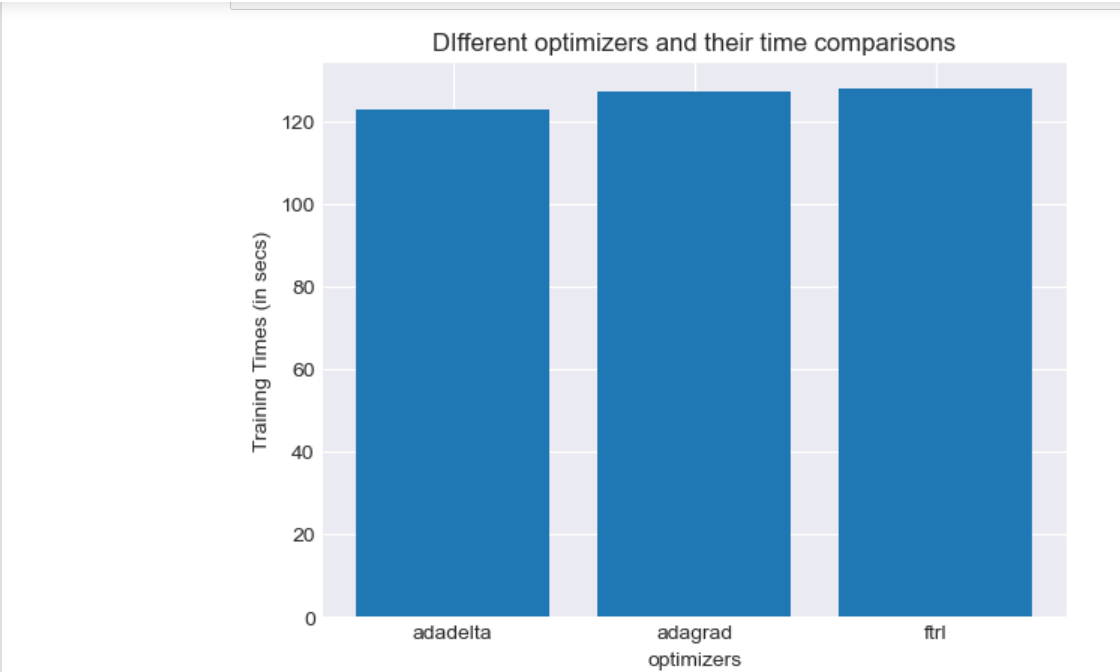 DIfferent optimizers and their time comparisons
Training Times (in secs)
120
100
80
60
40
20
0
adadelta adagrad ftrl
optimizers